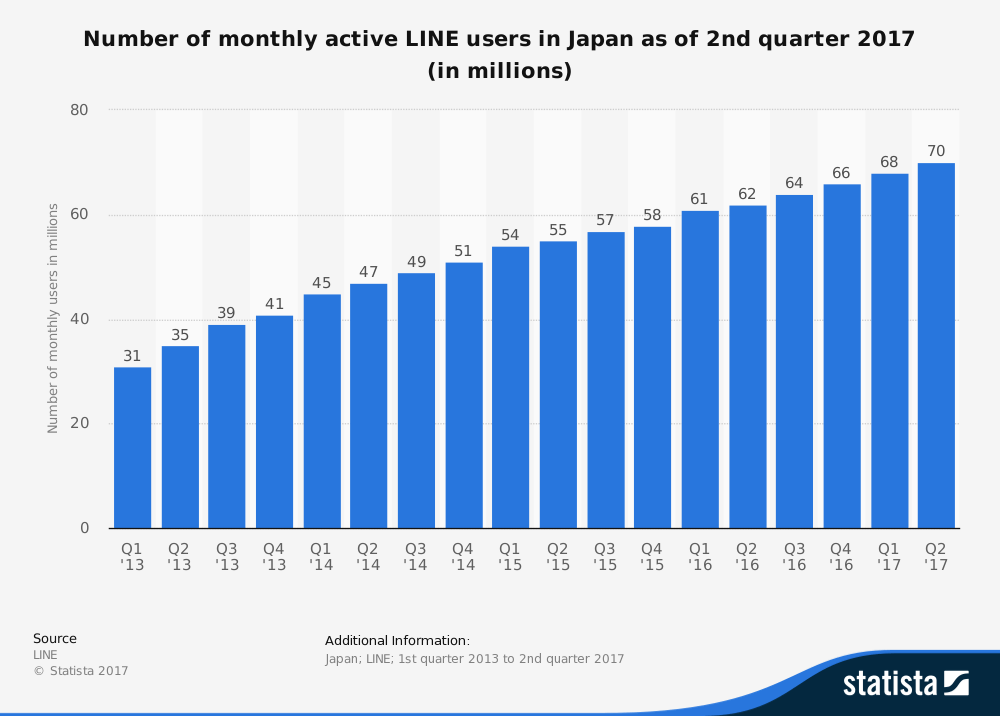 Number of monthly active LINE users in Japan as of 2nd quarter 2017
(in millions)
Number of monthly users in millions
80
60
40
20
0
31
35
39
41
45
47
49
51
54
55
57
58
61
62
64
66
68
70
Q1 Q2 Q3 Q4 Q1 Q2 Q3 Q4 Q1 Q2 Q3 Q4 Q1 Q2 Q3 Q4 Q1 Q2
'13 '13 '13 '13 '14 '14 '14 '14 '15 '15 '15 '15 '16 '16 '16 '16 '17 '17
Source
LINE
© Statista 2017
Additional Information:
Japan; LINE; 1st quarter 2013 to 2nd quarter 2017
statista